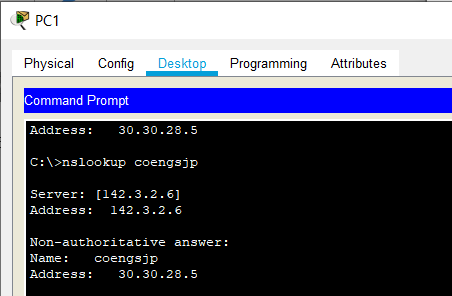 PC1
Physical Config Desktop Programming Attributes
Command Prompt
Address: 30.30.28.5
C:\>nslookup coengsjp
Server: [142.3.2.6]
Address: 142.3.2.6
Non-authoritative answer:
Name: coengsjp
Address: 30.30.28.5